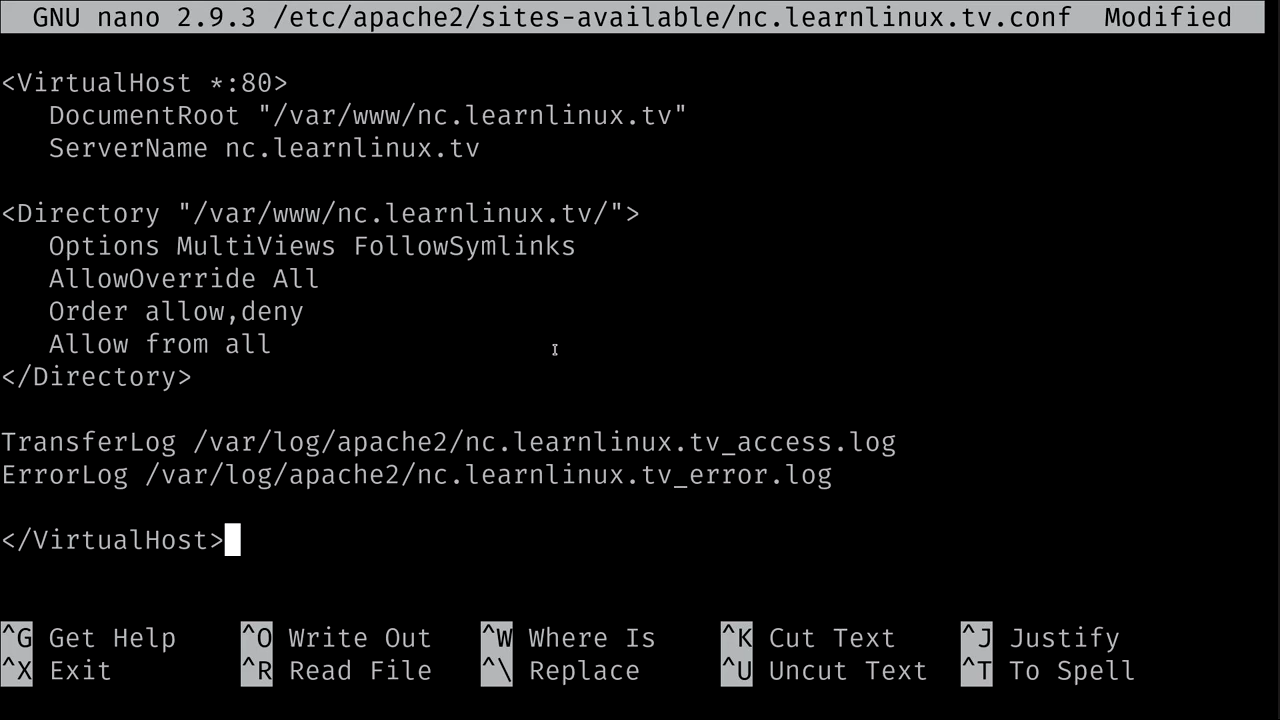 GNU nano 2.9.3 /etc/apache2/sites-available/nc.learnlinux.tv.conf Modified
<VirtualHost *:80>
DocumentRoot "/var/www/nc.learnlinux.tv"
ServerName nc.learnlinux.tv
<Directory "/var/www/nc.learnlinux.tv/">
Options MultiViews FollowSymlinks
AllowOverride All
Order allow,deny
Allow from all
</Directory>
TransferLog /var/log/apache2/nc.learnlinux.tv_access.log
ErrorLog /var/log/apache2/nc.learnlinux.tv_error.log
</VirtualHost>
^G Get Help ^O Write Out ^W Where Is ^K Cut Text ^J Justify
^X Exit ^R Read File ^\ Replace ^U Uncut Text ^T To Spell